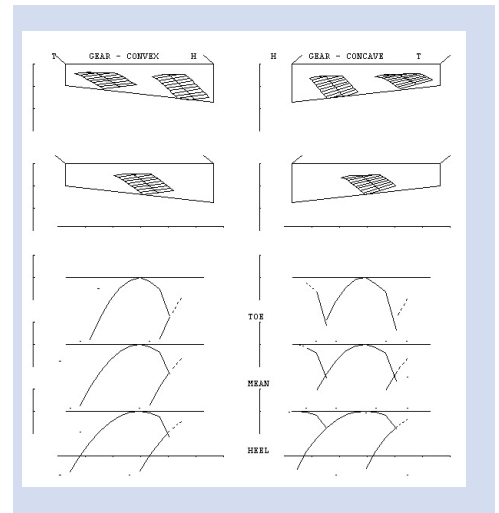 T GEAR - CONVEX H H GEAR - CONCAVE T
TOE
MEAN
HEEL